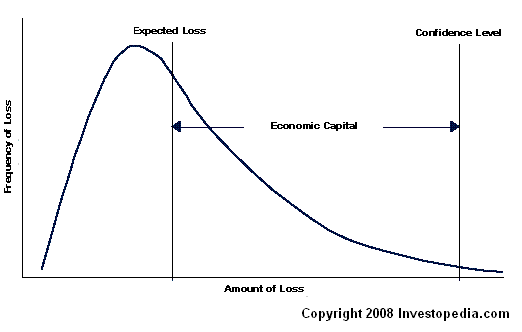 Expected Loss
Confidence Level
Economic Capital
Frequency of Loss
Amount of Loss
Copyright 2008 Investopedia.com